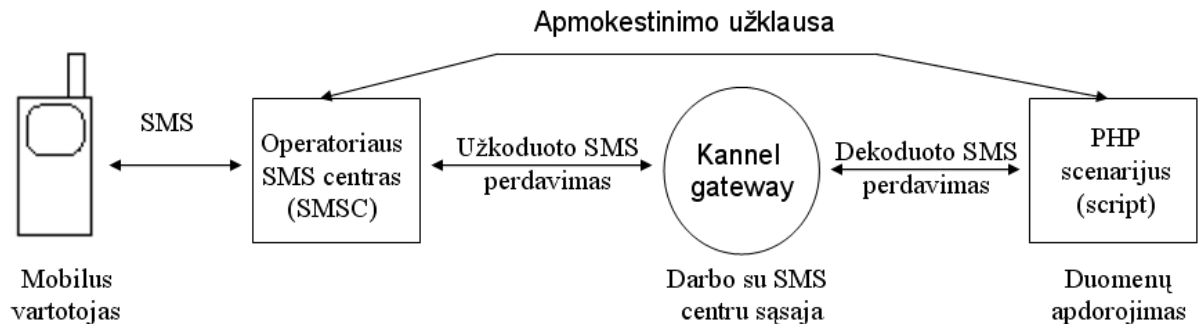 Apmokestinimo užklausa
SMS
Operatoriaus
SMS centras
(SMSC)
Užkoduoto SMS
perdavimas
Kannel
gateway
Dekoduoto SMS
perdavimas
PHP
scenarijus
(script)
Mobilus
vartotojas
Darbo su SMS
centru sąsaja
Duomenų
apdorojimas